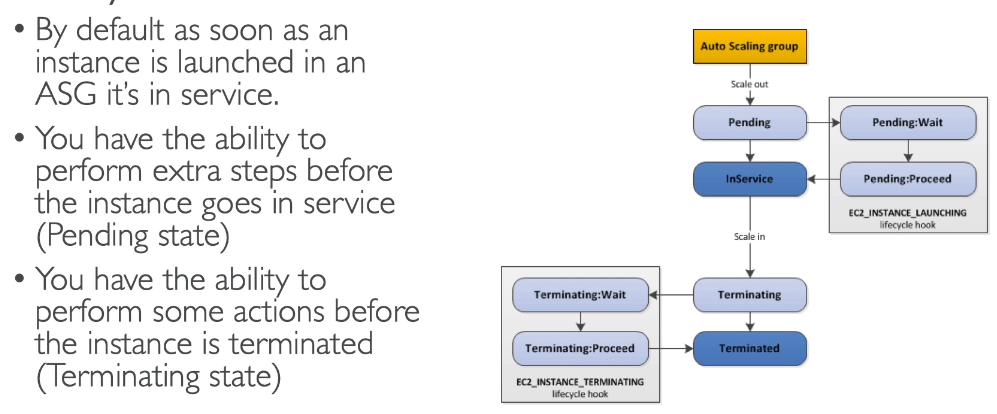 • By default as soon as an
instance is launched in an
ASG it's in service.
• You have the ability to
perform extra steps before
the instance goes in service
(Pending state)
• You have the ability to
perform some actions before
the instance is terminated
(Terminating state)
Auto Scaling group
Scale out
Pending
Pending:Wait
InService
Pending:Proceed
EC2_INSTANCE_LAUNCHING
lifecycle hook
Scale in
Terminating:Wait
Terminating
Terminating:Proceed
Terminated
EC2_INSTANCE_TERMINATING
lifecycle hook